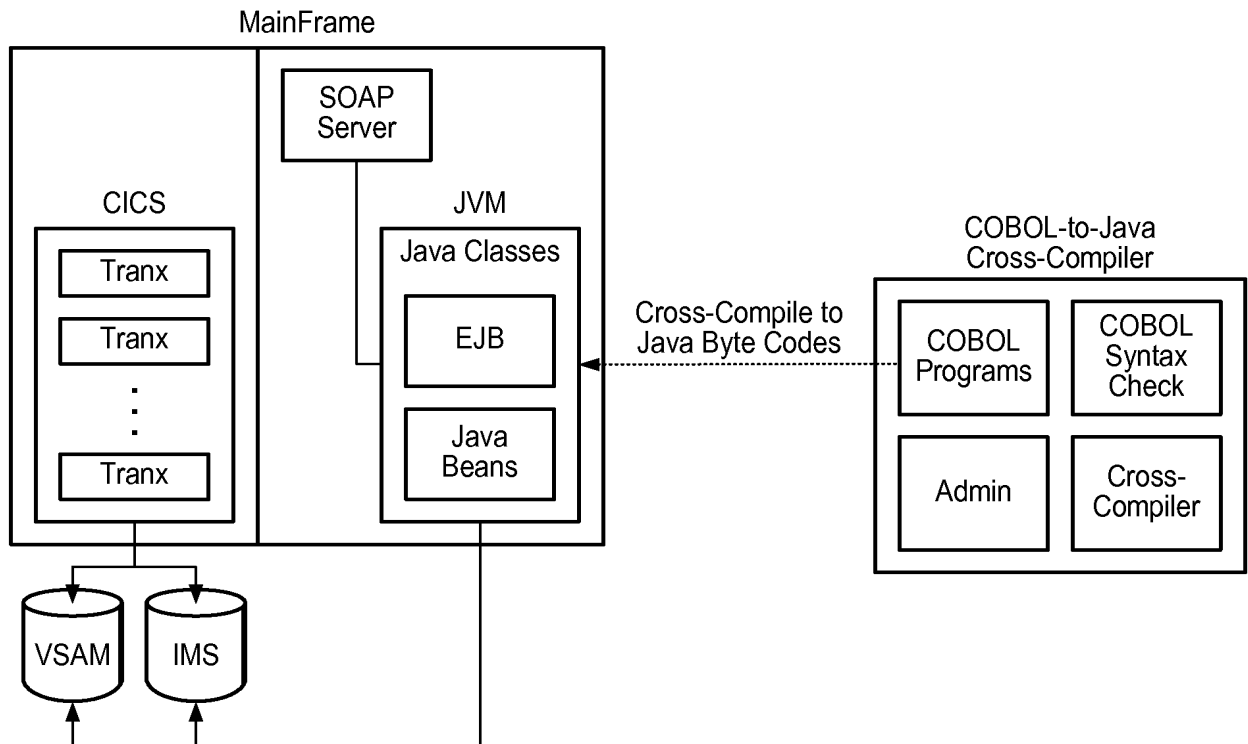 MainFrame
SOAP
Server
CICS
Tranx
Tranx
Tranx
JVM
Java Classes
EJB
Java
Beans
Cross-Compile to
Java Byte Codes
COBOL-to-Java
Cross-Compiler
COBOL
Programs
COBOL
Syntax
Check
Admin
Cross-
Compiler
VSAM
IMS